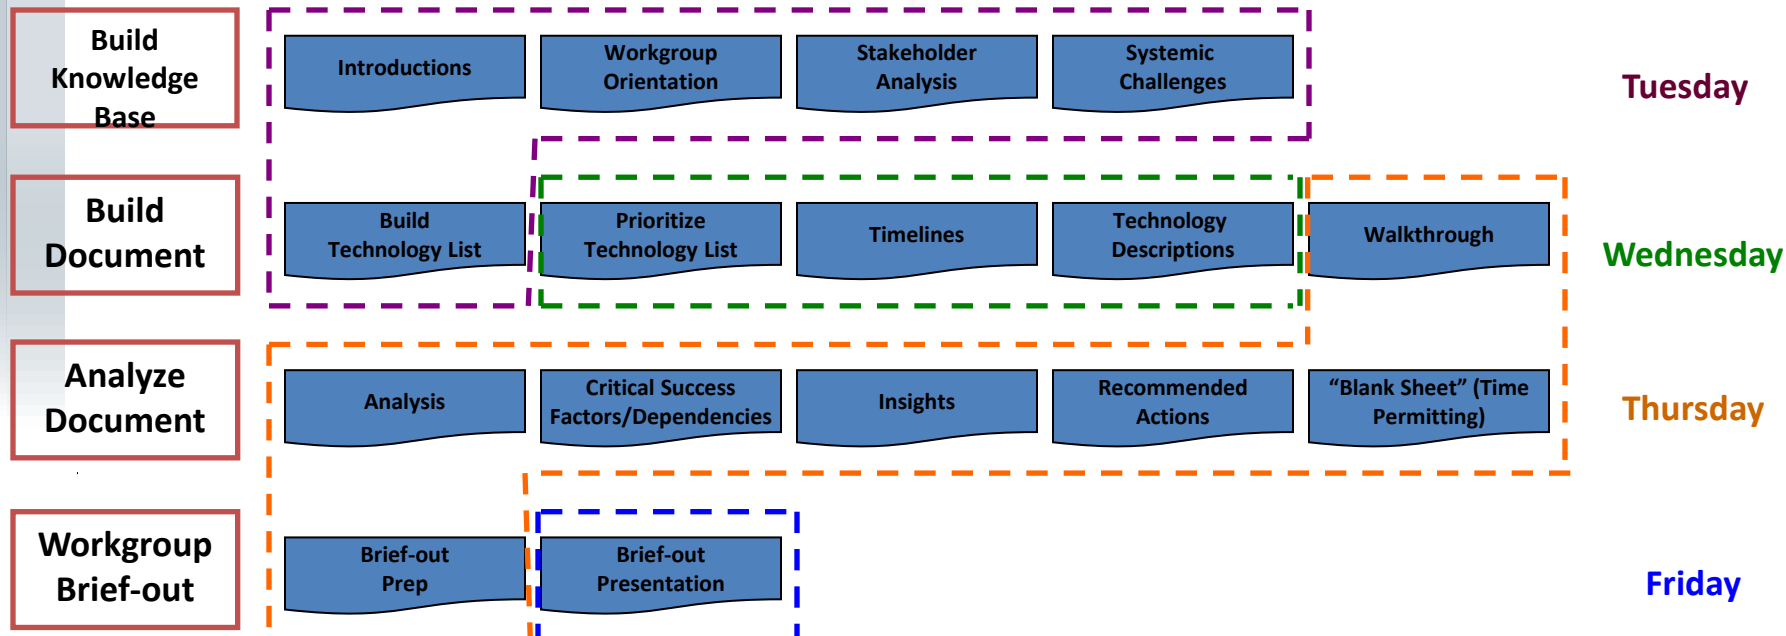 Build
Knowledge
Base
Introductions
Workgroup
Orientation
Stakeholder
Analysis
Systemic
Challenges
Tuesday
Build
Document
Build
Technology List
Prioritize
Technology List
Timelines
Technology
Descriptions
Walkthrough
Wednesday
Analyze
Document
Analysis
Critical Success
Factors/Dependencies
Insights
Recommended
Actions
“Blank Sheet” (Time
Permitting)
Thursday
Workgroup
Brief-out
Brief-out
Prep
Brief-out
Presentation
Friday